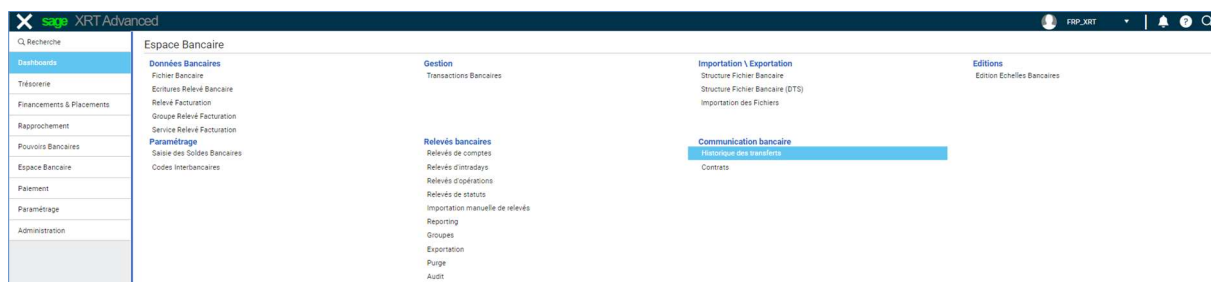 sage XRT Advanced
FRP_XRT
Recherche
Dashboards
Trésorerie
Financements & Placements
Rapprochement
Pouvoirs Bancaires
Espace Bancaire
Paiement
Paramétrage
Administration
Espace Bancaire
Données Bancaires
Fichier Bancaire
Ecritures Relevé Bancaire
Relevé Facturation
Groupe Relevé Facturation
Service Relevé Facturation
Gestion
Transactions Bancaires
Importation \ Exportation
Structure Fichier Bancaire
Structure Fichier Bancaire (DTS)
Importation des Fichiers
Editions
Edition Echelles Bancaires
Paramétrage
Saisie des Soldes Bancaires
Codes Interbancaires
Relevés bancaires
Relevés de comptes
Relevés d'intradays
Relevés d'opérations
Relevés de statuts
Importation manuelle de relevés
Reporting
Groupes
Exportation
Purge
Audit
Communication bancaire
Historique des transferts
Contrats